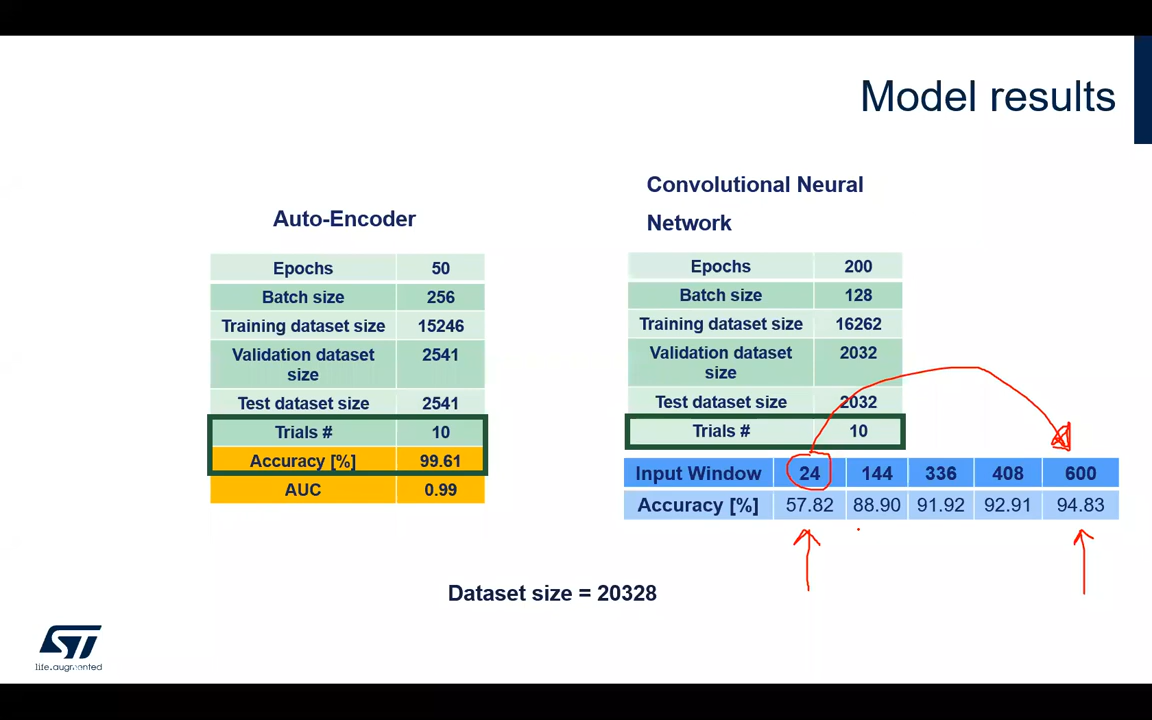 Model results
Auto-Encoder
Epochs 50
Batch size 256
Training dataset size 15246
Validation dataset
size 2541
Test dataset size 2541
Trials # 10
Accuracy [%] 99.61
AUC 0.99
Convolutional Neural
Network
Epochs 200
Batch size 128
Training dataset size 16262
Validation dataset
size 2032
Test dataset size 2032
Trials # 10
Input Window 24 144 336 408 600
Accuracy [%] 57.82 88.90 91.92 92.91 94.83
Dataset size = 20328
ST
life.augmented